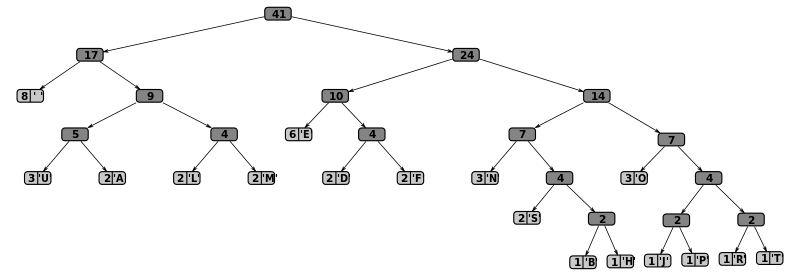 41
17 24
8 ' ' 9 10 14
5 4 6 'E 4 7 7
3 'U 2 'A 2 'L' 2 'M' 2 'D 2 'F 3 'N 4 3 'O 4
2 'S 2 2 2
1 'B 1 'H' 1 'J' 1 'P' 1 'R' 1 'T